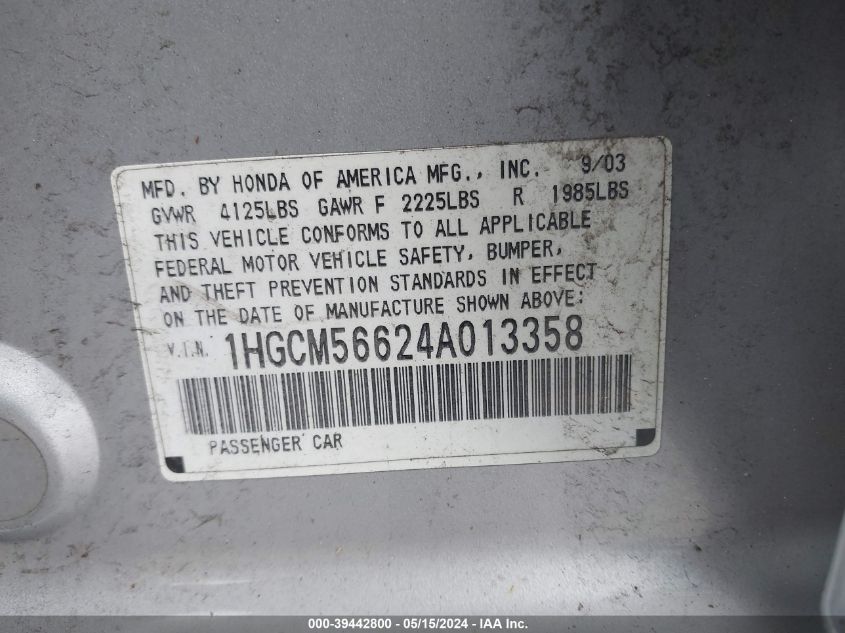 MFD. BY HONDA OF AMERICA MFG., INC. 9/03
GVWR 4125LBS GAWR F 2225LBS R 1985LBS
THIS VEHICLE CONFORMS TO ALL APPLICABLE
FEDERAL MOTOR VEHICLE SAFETY, BUMPER,
AND THEFT PREVENTION STANDARDS IN EFFECT
ON THE DATE OF MANUFACTURE SHOWN ABOVE:
V.I.N. 1HGCM56624A013358
PASSENGER CAR
000-39442800 - 05/15/2024 - IAA Inc.